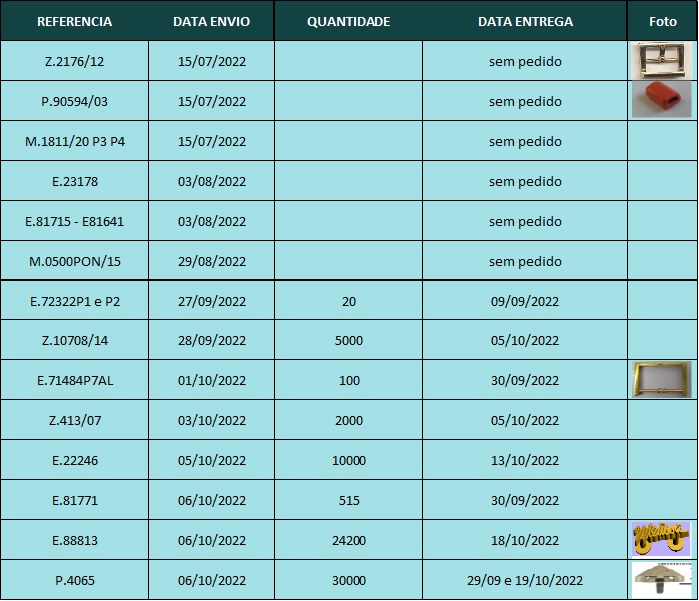 REFERENCIA DATA ENVIO QUANTIDADE DATA ENTREGA Foto
Z.2176/12 15/07/2022 sem pedido
P.90594/03 15/07/2022 sem pedido
M.1811/20 P3 P4 15/07/2022 sem pedido
E.23178 03/08/2022 sem pedido
E.81715 - E81641 03/08/2022 sem pedido
M.0500PON/15 29/08/2022 sem pedido
E.72322P1 e P2 27/09/2022 20 09/09/2022
Z.10708/14 28/09/2022 5000 05/10/2022
E.71484P7AL 01/10/2022 100 30/09/2022
Z.413/07 03/10/2022 2000 05/10/2022
E.22246 05/10/2022 10000 13/10/2022
E.81771 06/10/2022 515 30/09/2022
E.88813 06/10/2022 24200 18/10/2022
P.4065 06/10/2022 30000 29/09 e 19/10/2022